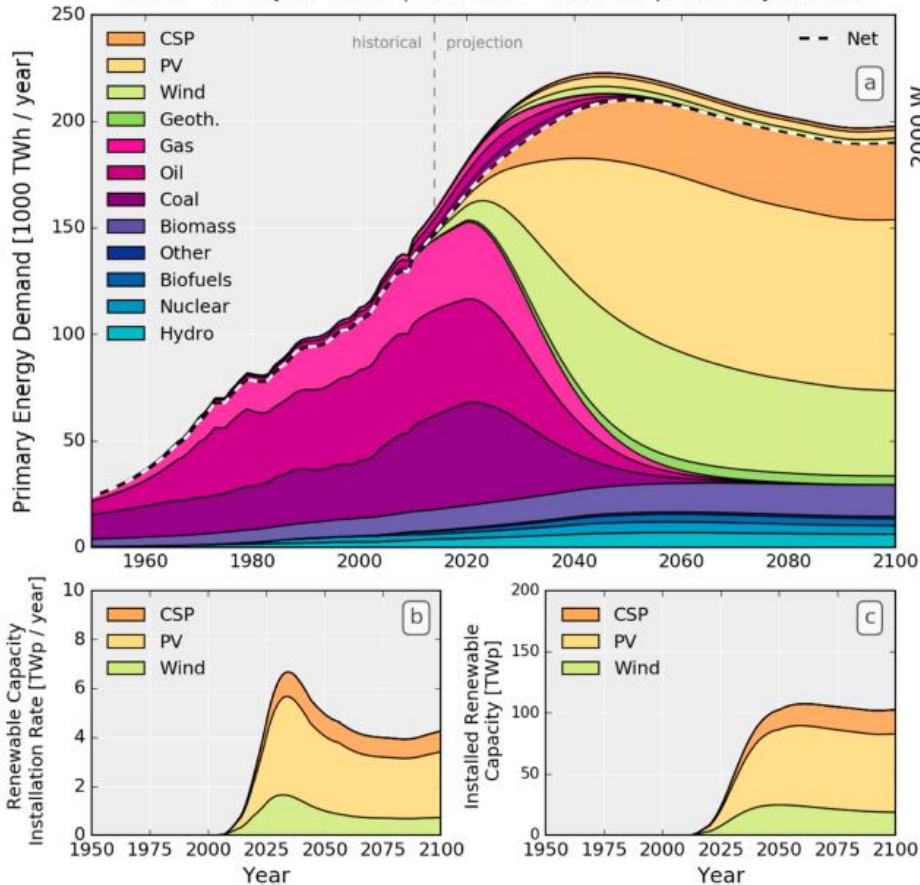 250
200
150
100
50
0
Primary Energy Demand [1000 TWh / year]
CSP
PV
Wind
Geoth.
Gas
Oil
Coal
Biomass
Other
Biofuels
Nuclear
Hydro
historical projection
Net
a
2000 W
1960 1980 2000 2020 2040 2060 2080 2100
10
8
6
4
2
0
Renewable Capacity
Installation Rate [TWp / year]
CSP
PV
Wind
b
1950 1975 2000 2025 2050 2075 2100
Year
200
150
100
50
0
Installed Renewable
Capacity [TWp]
CSP
PV
Wind
c
1950 1975 2000 2025 2050 2075 2100
Year